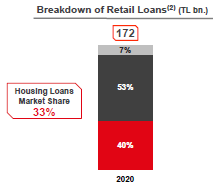 Breakdown of Retail Loans(2) (TL bn.)
172
7%
53%
Housing Loans
Market Share
33%
40%
2020